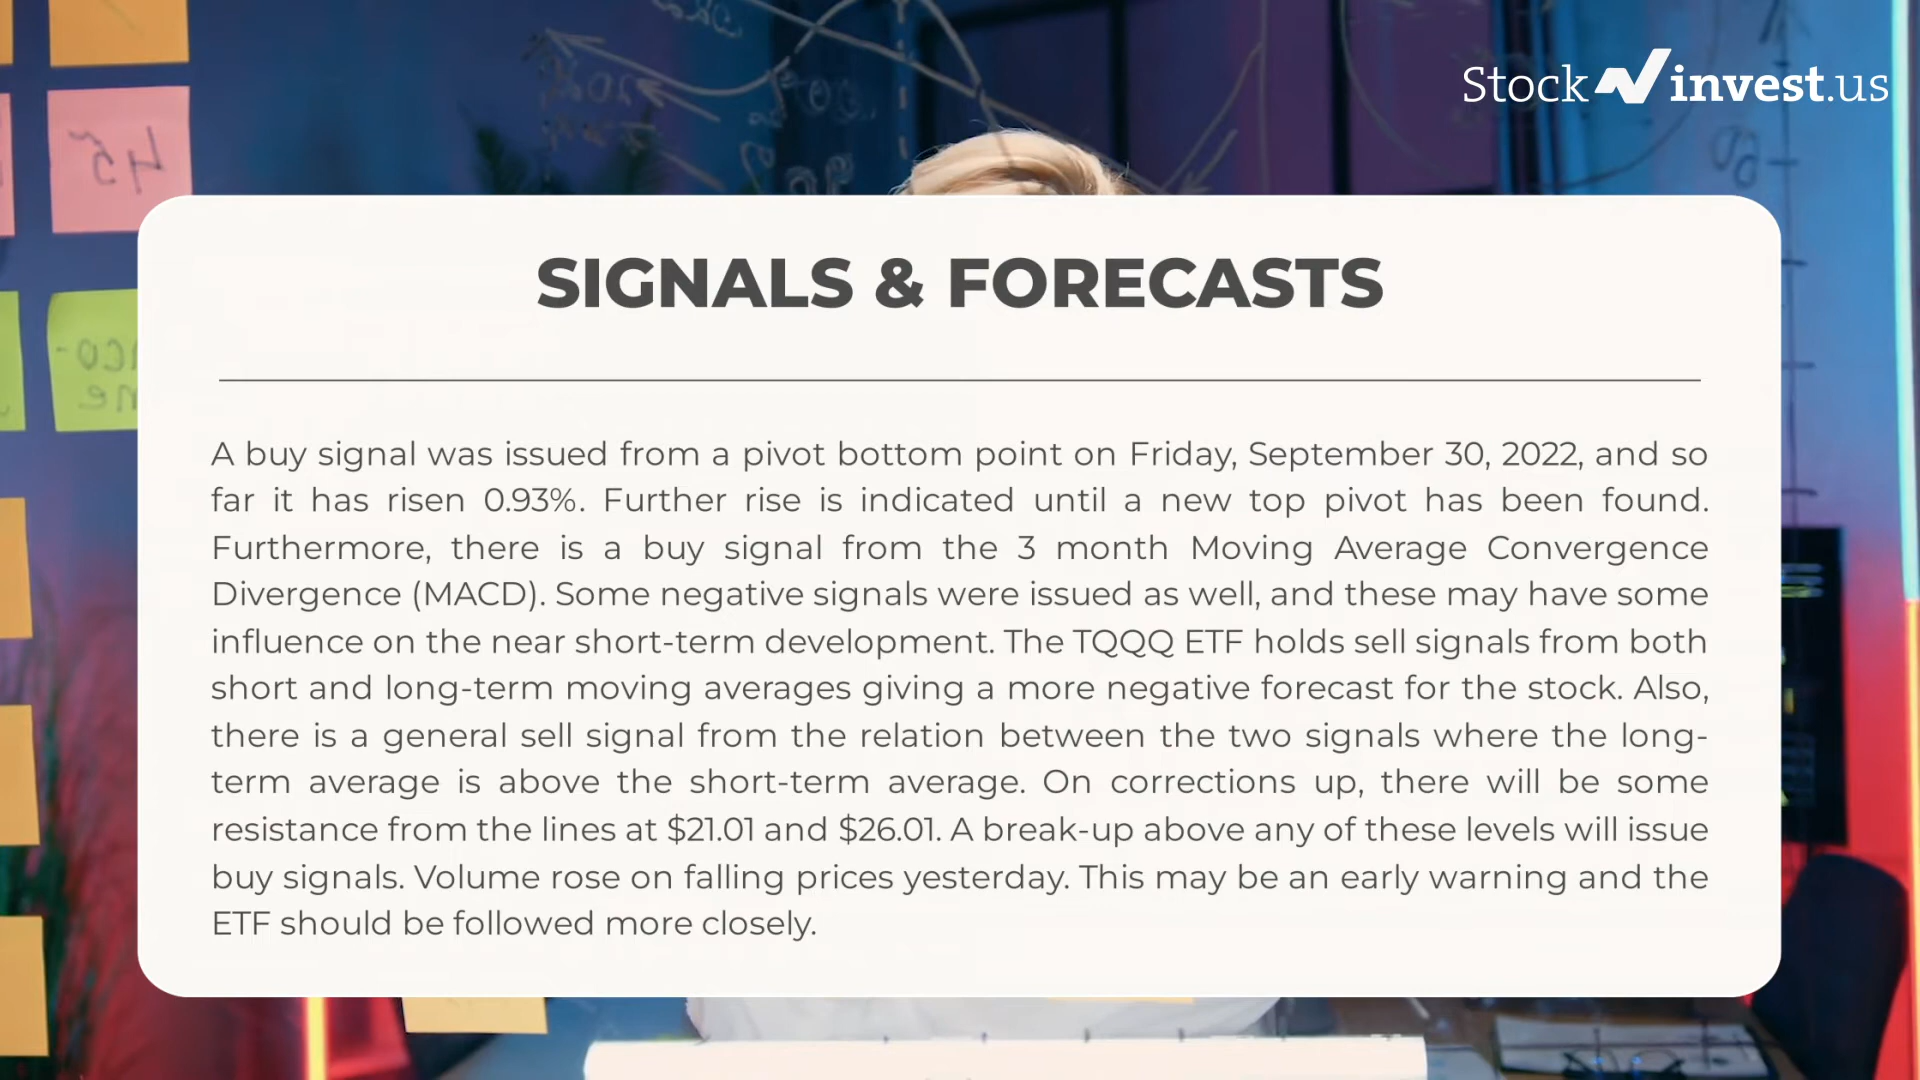 Stock invest.us
45
SIGNALS & FORECASTS
A buy signal was issued from a pivot bottom point on Friday, September 30, 2022, and so
far it has risen 0.93%. Further rise is indicated until a new top pivot has been found.
Furthermore, there is a buy signal from the 3 month Moving Average Convergence
Divergence (MACD). Some negative signals were issued as well, and these may have some
influence on the near short-term development. The TQQQ ETF holds sell signals from both
short and long-term moving averages giving a more negative forecast for the stock. Also,
there is a general sell signal from the relation between the two signals where the long-
term average is above the short-term average. On corrections up, there will be some
resistance from the lines at $21.01 and $26.01. A break-up above any of these levels will issue
buy signals. Volume rose on falling prices yesterday. This may be an early warning and the
ETF should be followed more closely.